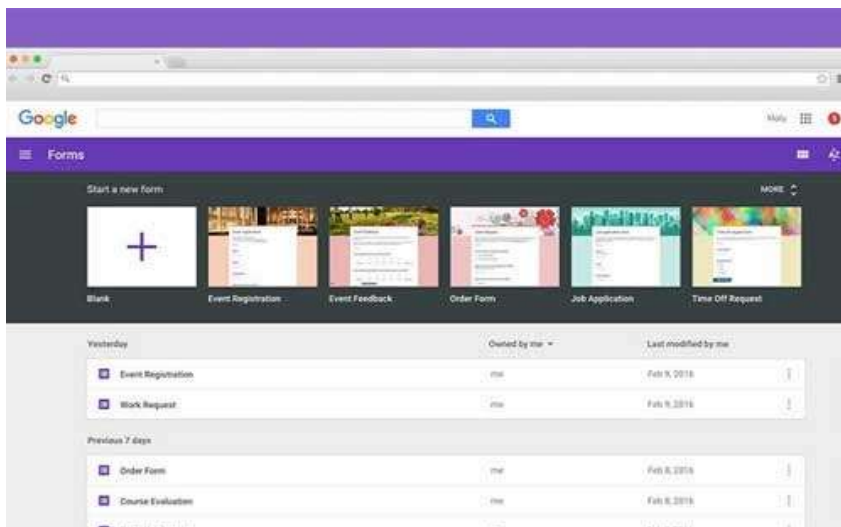 Google
Forms
Start a new form
MORE
Blank
Event Registration
Event Feedback
Order Form
Job Application
Time Off Request
Yesterday Owned by me Last modified by me
Event Registration me Feb 9, 2016
Work Request me Feb 9, 2016
Previous 7 days
Order Form me Feb 8, 2016
Course Evaluation me Feb 8, 2016